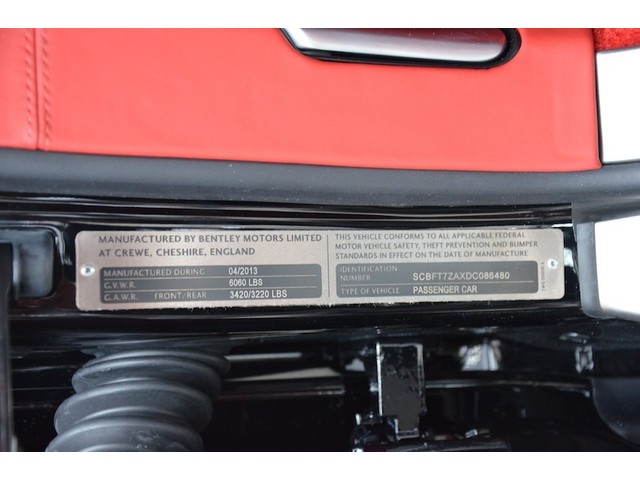 MANUFACTURED BY BENTLEY MOTORS LIMITED
AT CREWE, CHESHIRE, ENGLAND
MANUFACTURED DURING 04/2013
G.V.W.R. 6060 LBS
G.A.W.R. FRONT/REAR 3420/3220 LBS
THIS VEHICLE CONFORMS TO ALL APPLICABLE FEDERAL
MOTOR VEHICLE SAFETY, THEFT PREVENTION AND BUMPER
STANDARDS IN EFFECT ON THE DATE OF MANUFACTURE
IDENTIFICATION
NUMBER SCBFT7ZAXDC086480
TYPE OF VEHICLE PASSENGER CAR